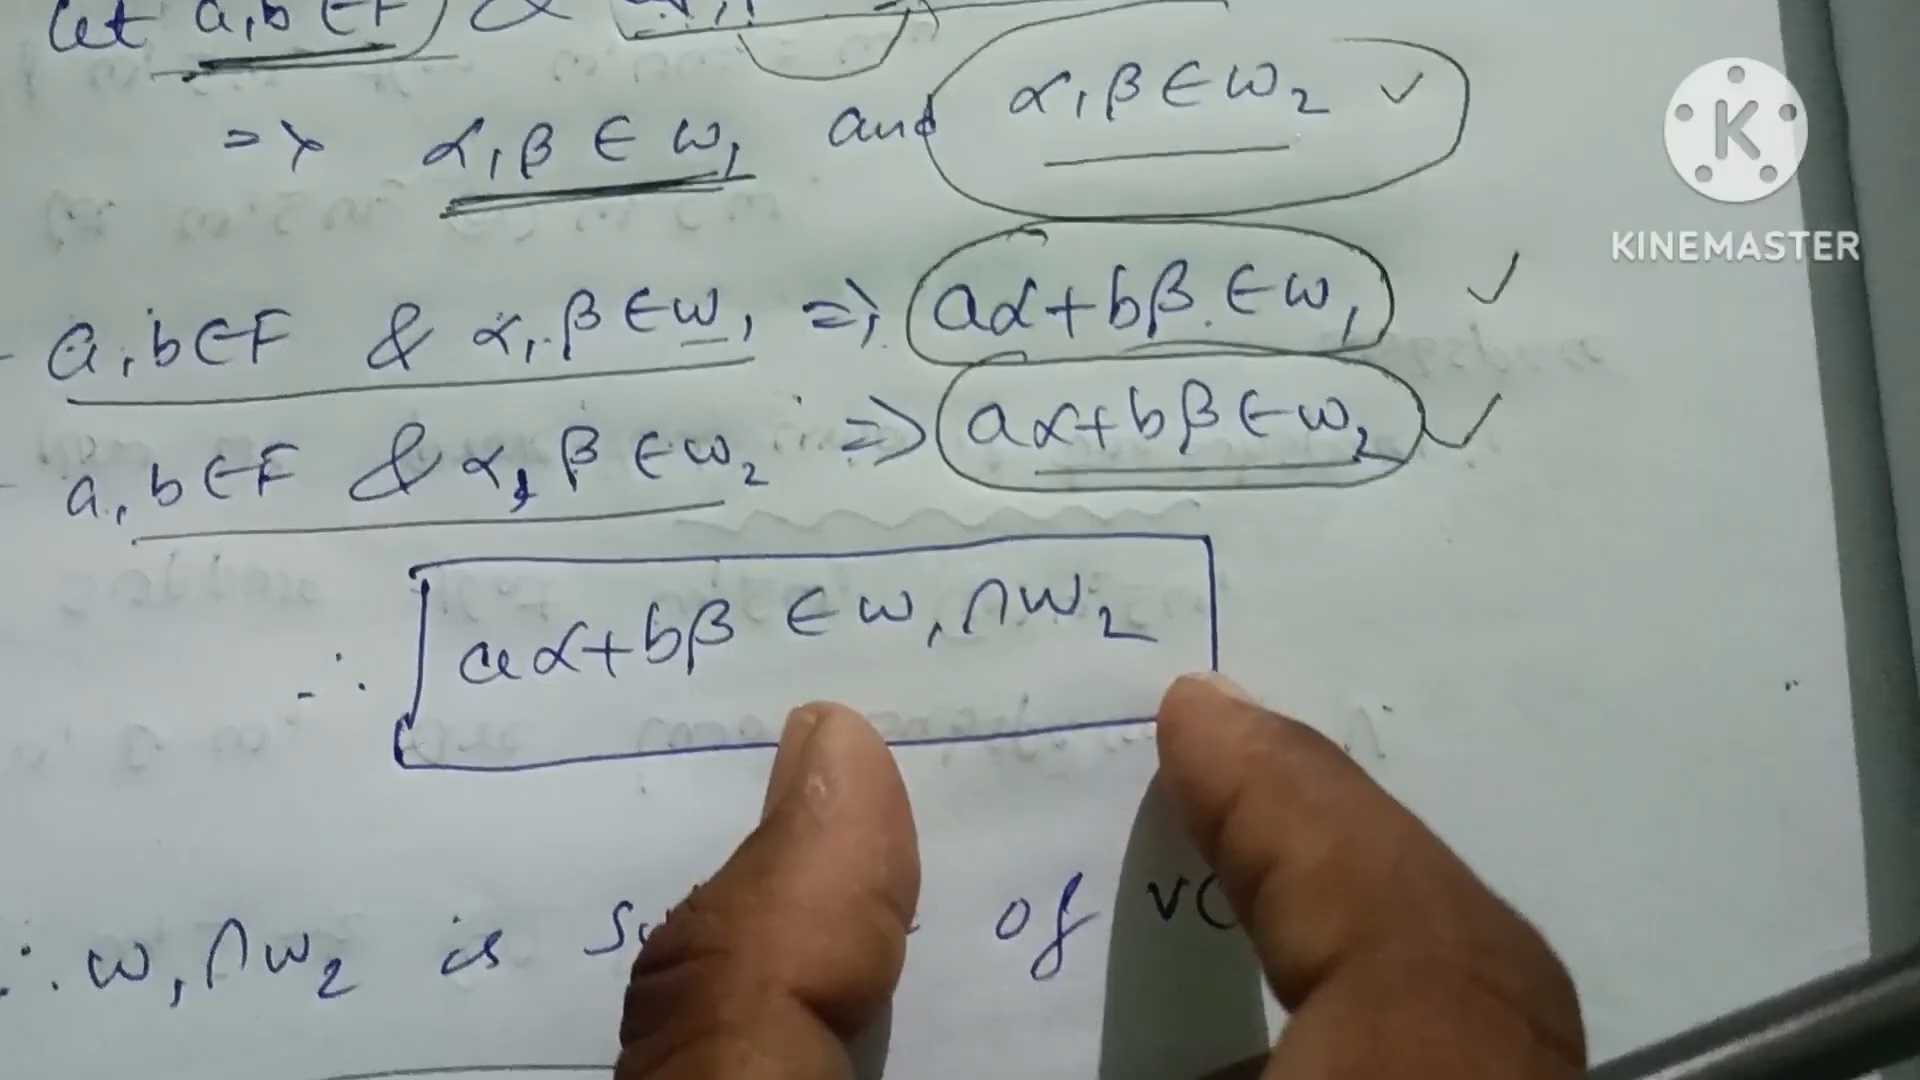 let a,b ∈ F &
=> α,β ∈ w₁ and α,β ∈ w₂ ✓
a,b ∈ F & α,β ∈ w₁ => aα+bβ ∈ w₁ ✓
a,b ∈ F & α,β ∈ w₂ => aα+bβ ∈ w₂ ✓
∴ aα+bβ ∈ w₁∩w₂
∴ w₁∩w₂ is of
KINEMASTER